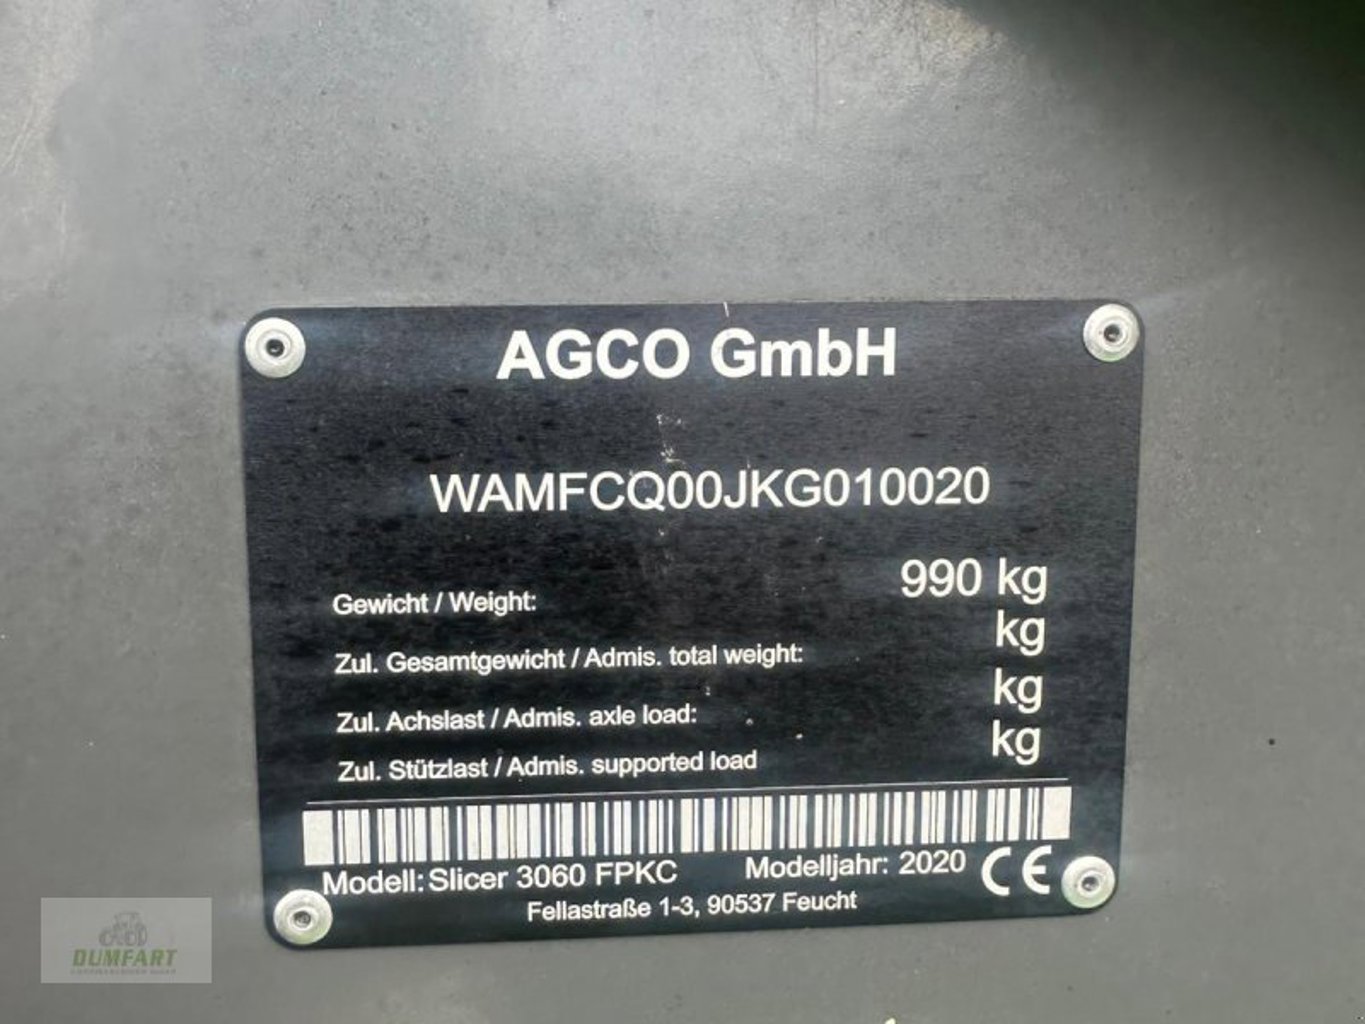 AGCO GmbH
WAMFCQ00JKG010020
Gewicht / Weight: 990 kg
Zul. Gesamtgewicht / Admis. total weight: kg
Zul. Achslast / Admis. axle load: kg
Zul. Stützlast / Admis. supported load kg
Modell: Slicer 3060 FPKC Modelljahr: 2020 CE
Fellastraße 1-3, 90537 Feucht
DUMFART